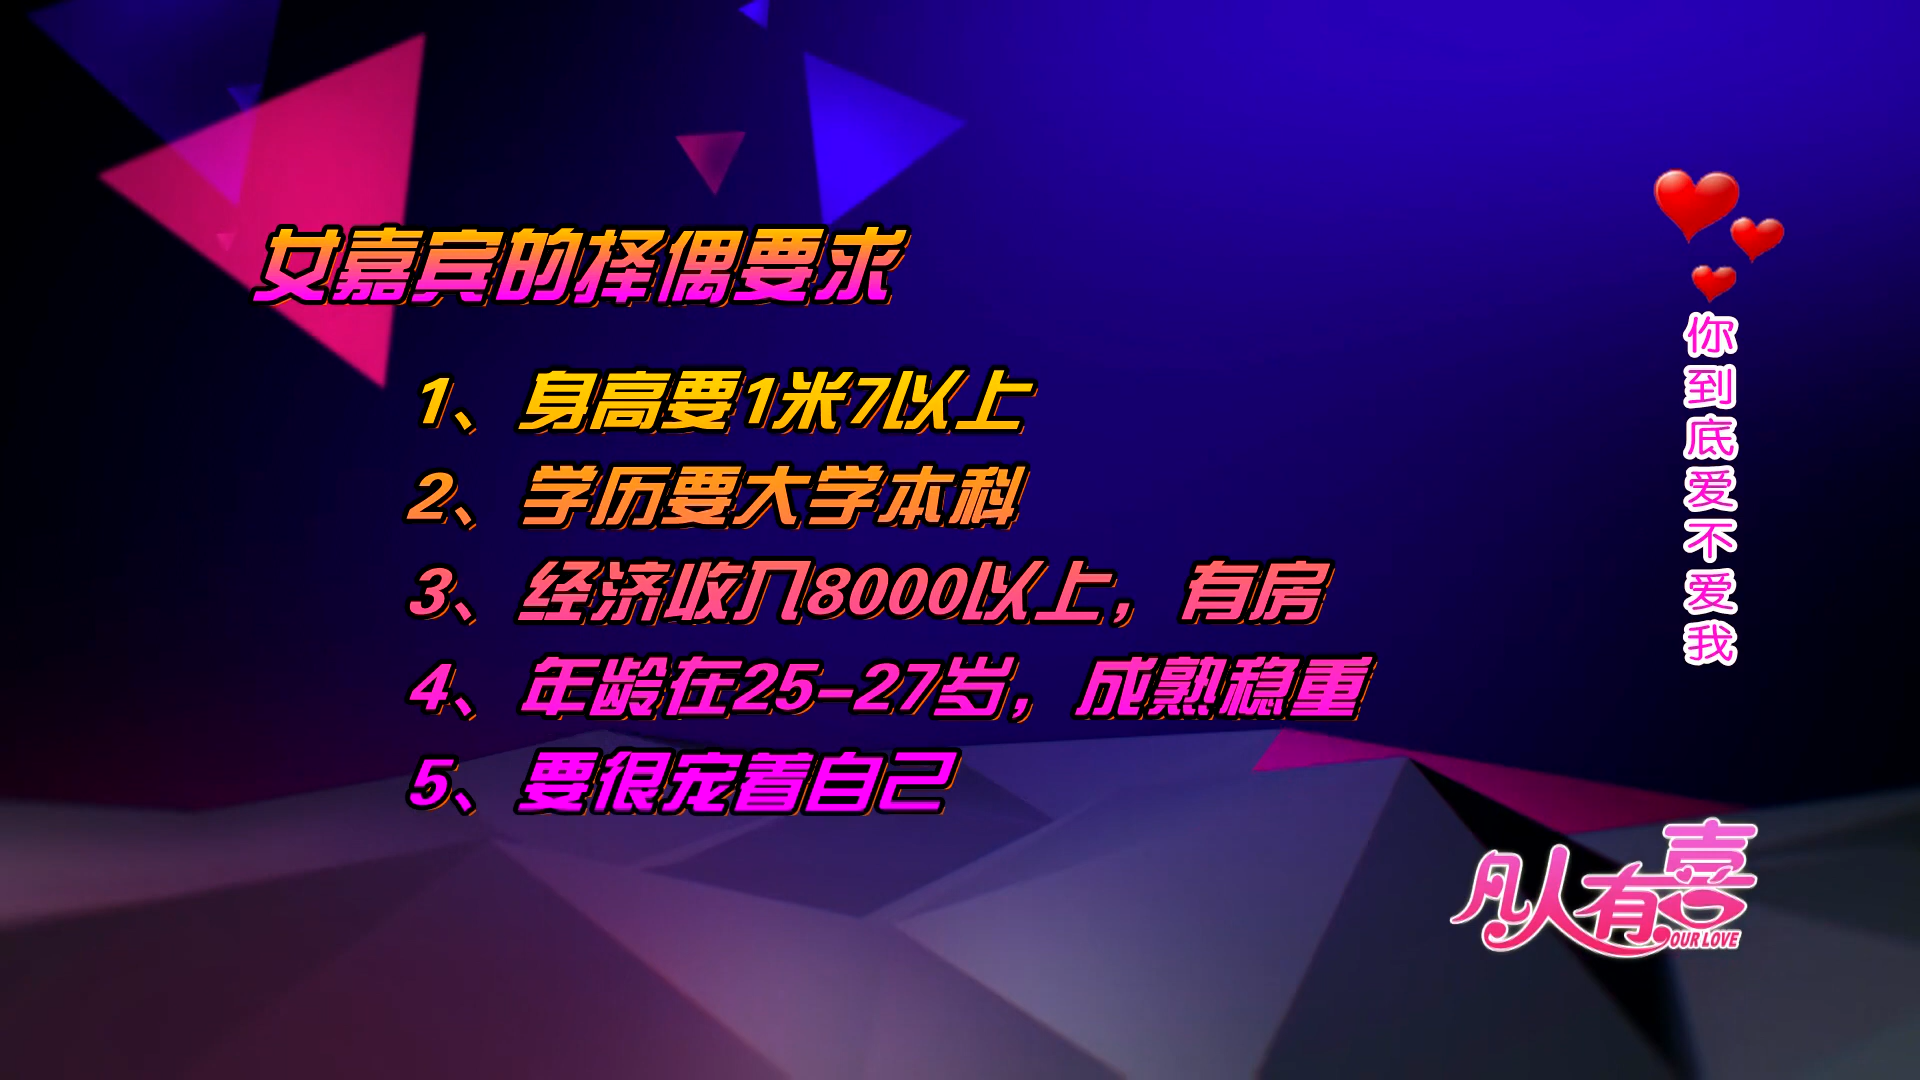 女嘉宾的择偶要求
1、身高要1米7以上
2、学历要大学本科
3、经济收入8000以上，有房
4、年龄在25-27岁，成熟稳重
5、要很宠着自己
你到底爱不爱我
凡人有喜
OUR LOVE